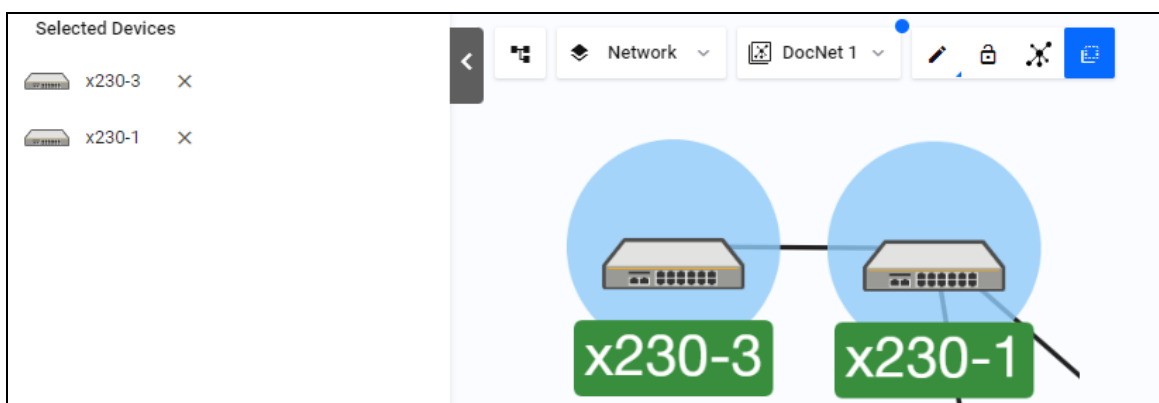 Selected Devices
x230-3
x230-1
Network
DocNet 1
x230-3
x230-1